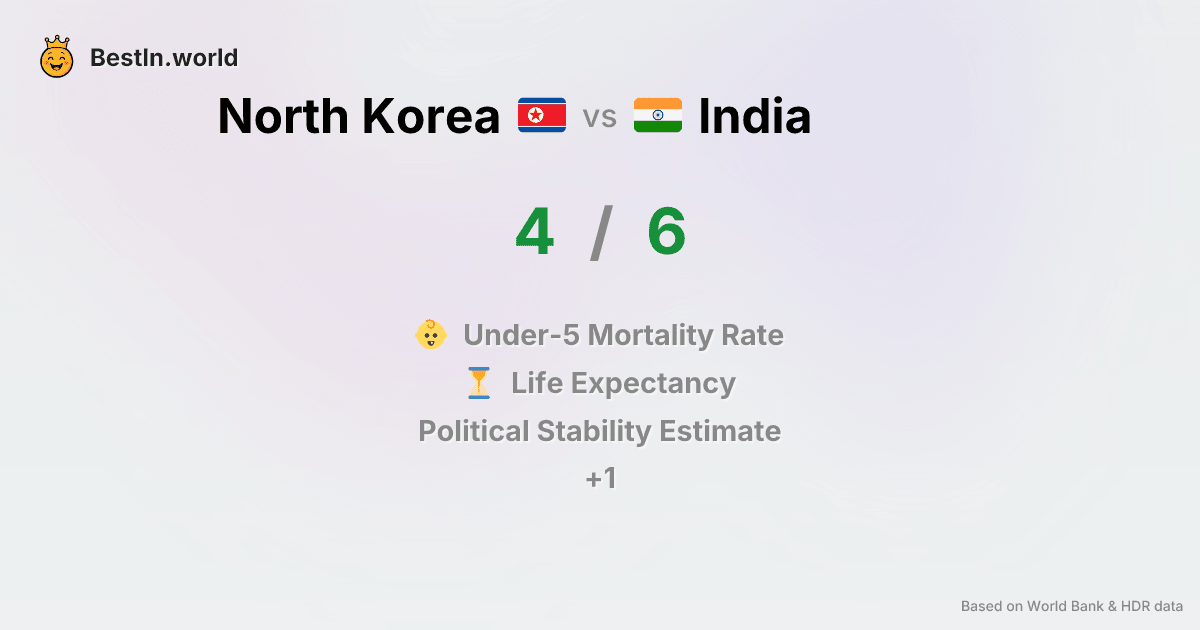 BestIn.world
North Korea vs India
4 / 6
Under-5 Mortality Rate
Life Expectancy
Political Stability Estimate
+1
Based on World Bank & HDR data